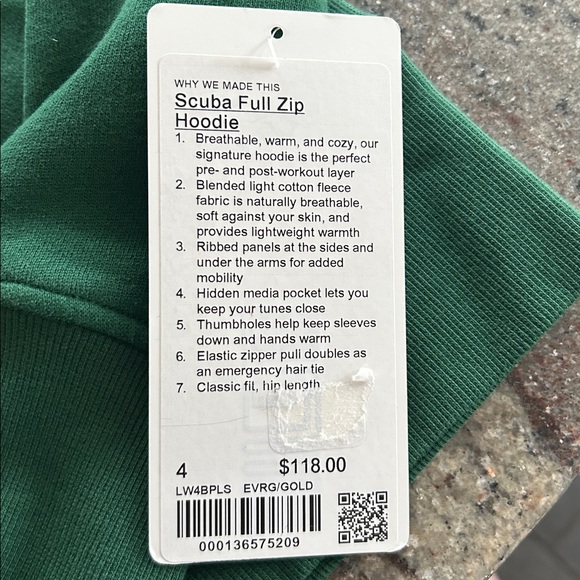 WHY WE MADE THIS
Scuba Full Zip
Hoodie
1. Breathable, warm, and cozy, our
signature hoodie is the perfect
pre- and post-workout layer
2. Blended light cotton fleece
fabric is naturally breathable,
soft against your skin, and
provides lightweight warmth
3. Ribbed panels at the sides and
under the arms for added
mobility
4. Hidden media pocket lets you
keep your tunes close
5. Thumbholes help keep sleeves
down and hands warm
6. Elastic zipper pull doubles as
an emergency hair tie
7. Classic fit, hip length
4 $118.00
LW4BPLS EVRG/GOLD
000136575209